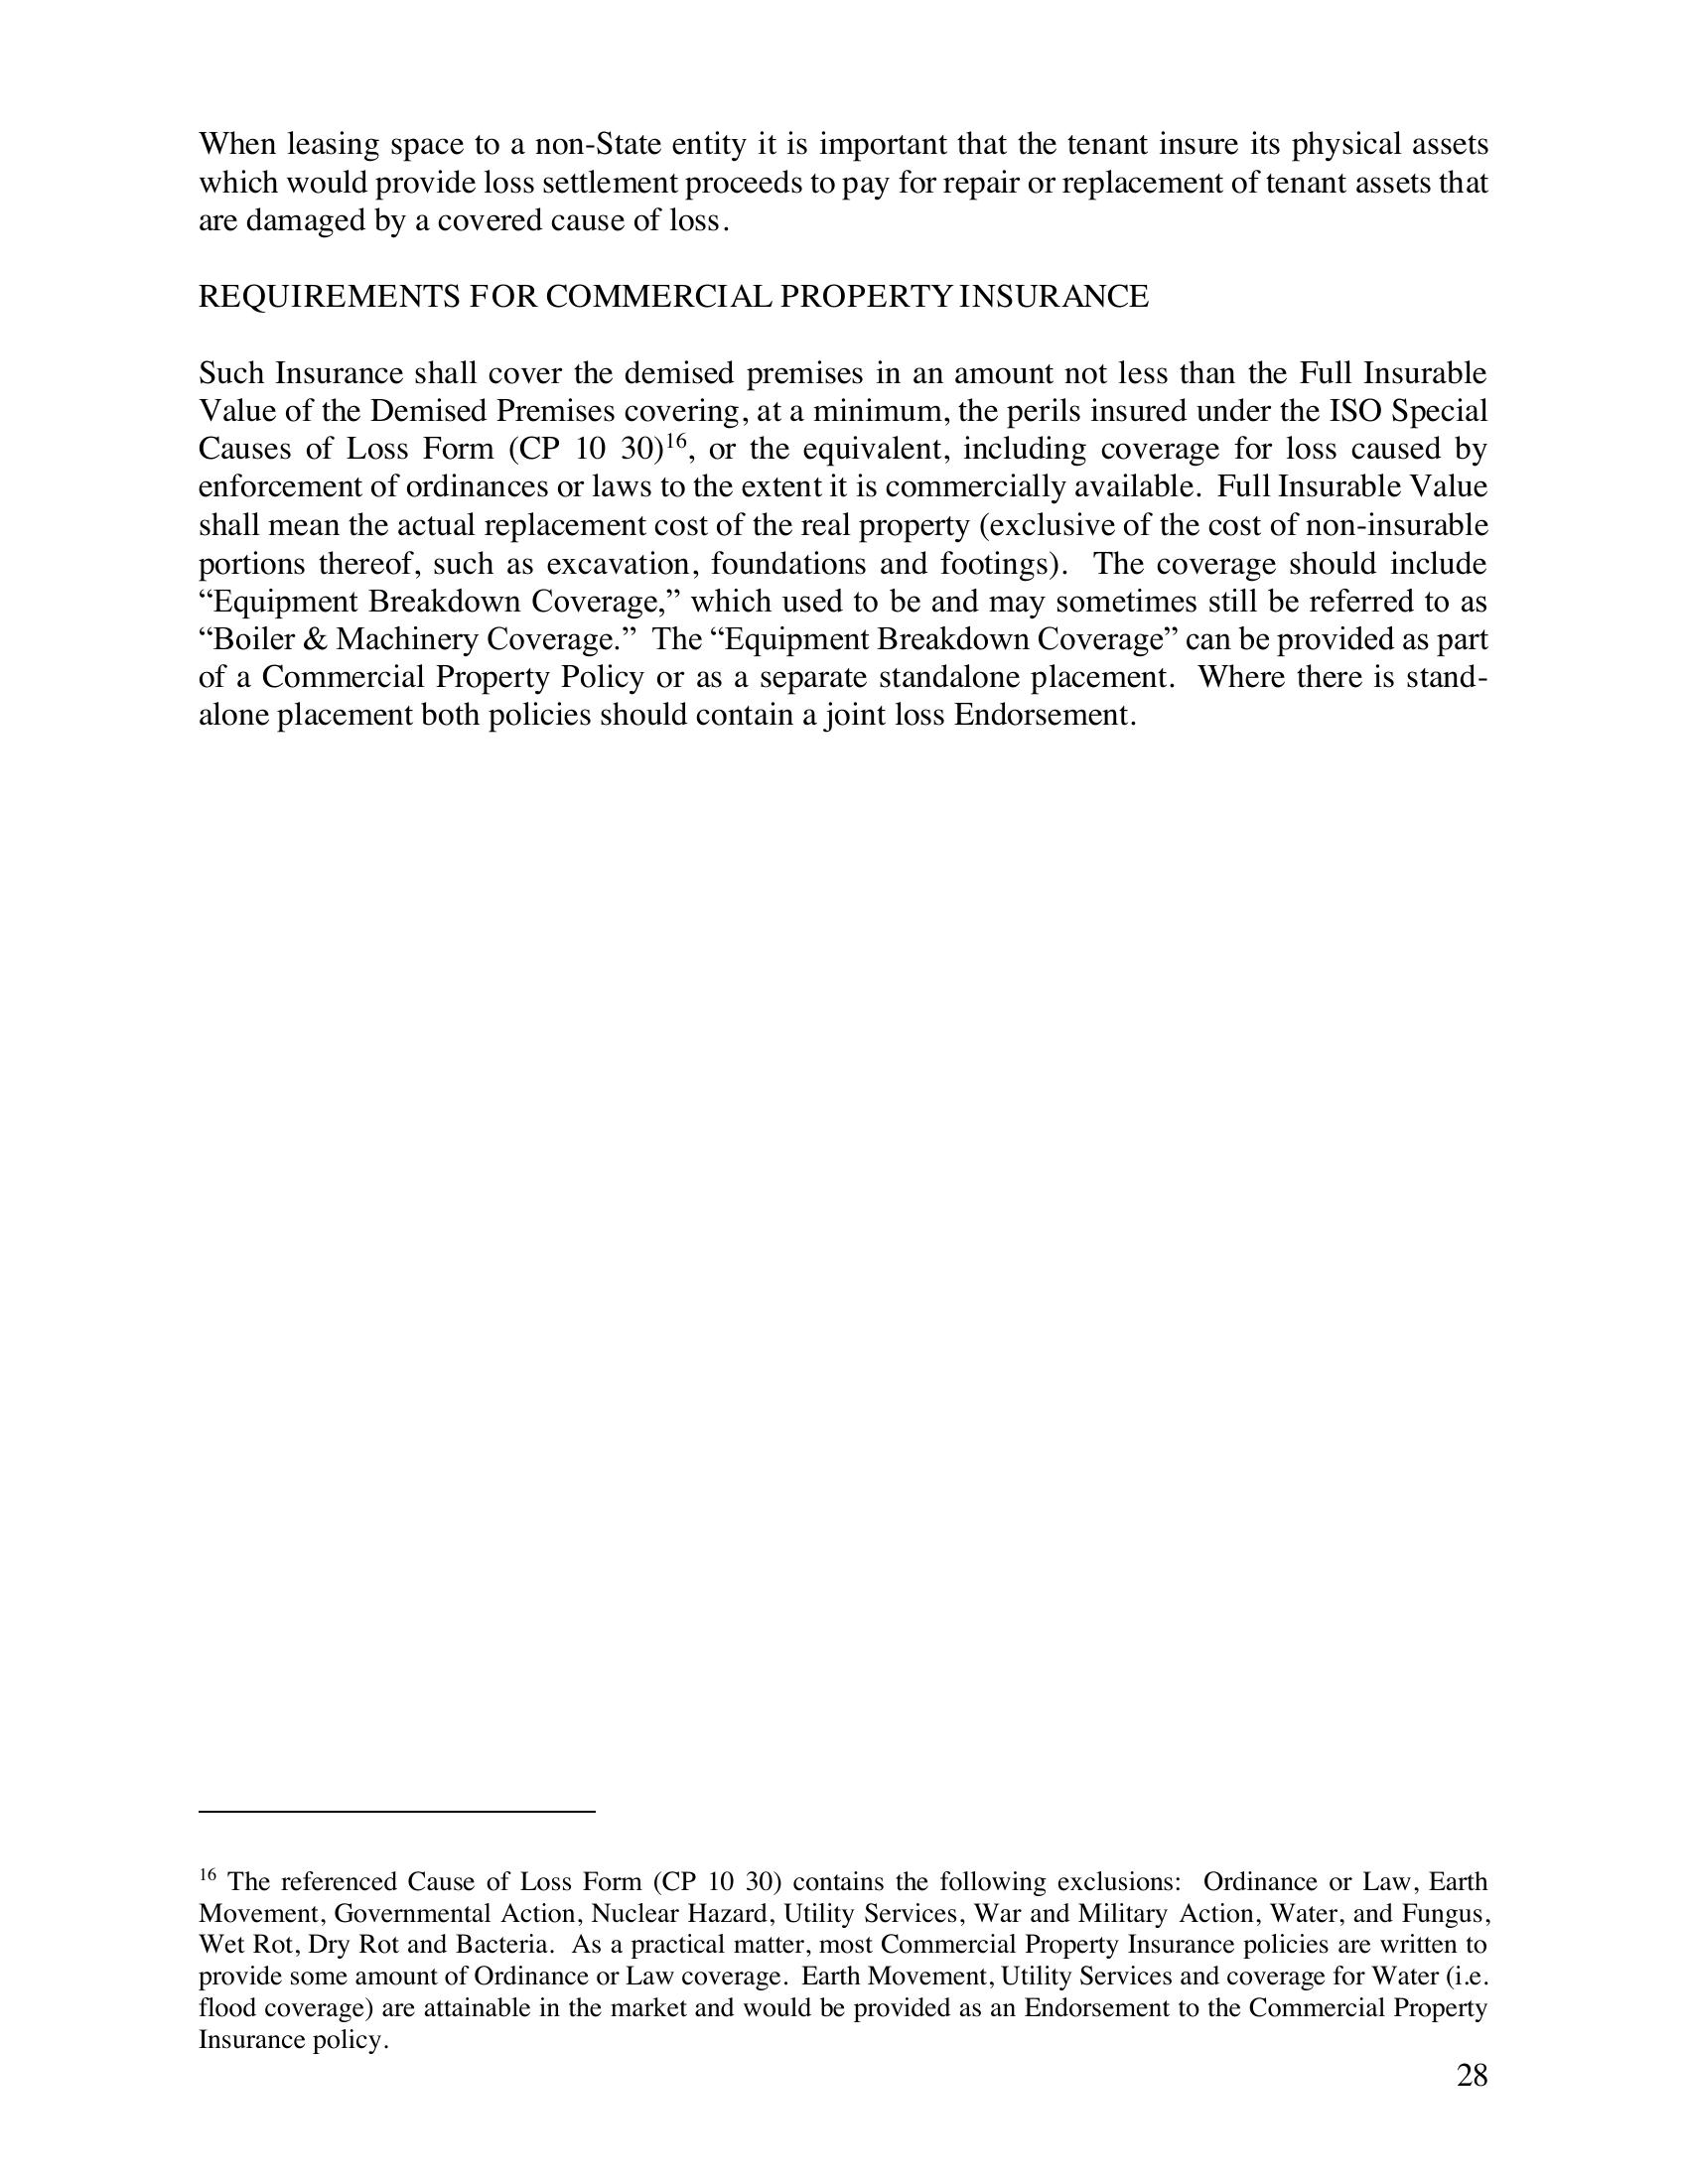 When leasing space to a non-State entity it is important that the tenant insure its physical assets
which would provide loss settlement proceeds to pay for repair or replacement of tenant assets that
are damaged by a covered cause of loss.
REQUIREMENTS FOR COMMERCIAL PROPERTY INSURANCE
Such Insurance shall cover the demised premises in an amount not less than the Full Insurable
Value of the Demised Premises covering, at a minimum, the perils insured under the ISO Special
Causes of Loss Form (CP 10 30)16, or the equivalent, including coverage for loss caused by
enforcement of ordinances or laws to the extent it is commercially available. Full Insurable Value
shall mean the actual replacement cost of the real property (exclusive of the cost of non-insurable
portions thereof, such as excavation, foundations and footings). The coverage should include
“Equipment Breakdown Coverage,” which used to be and may sometimes still be referred to as
“Boiler & Machinery Coverage.” The “Equipment Breakdown Coverage” can be provided as part
of a Commercial Property Policy or as a separate standalone placement. Where there is stand-
alone placement both policies should contain a joint loss Endorsement.
16 The referenced Cause of Loss Form (CP 10 30) contains the following exclusions: Ordinance or Law, Earth
Movement, Governmental Action, Nuclear Hazard, Utility Services, War and Military Action, Water, and Fungus,
Wet Rot, Dry Rot and Bacteria. As a practical matter, most Commercial Property Insurance policies are written to
provide some amount of Ordinance or Law coverage. Earth Movement, Utility Services and coverage for Water (i.e.
flood coverage) are attainable in the market and would be provided as an Endorsement to the Commercial Property
Insurance policy.
28